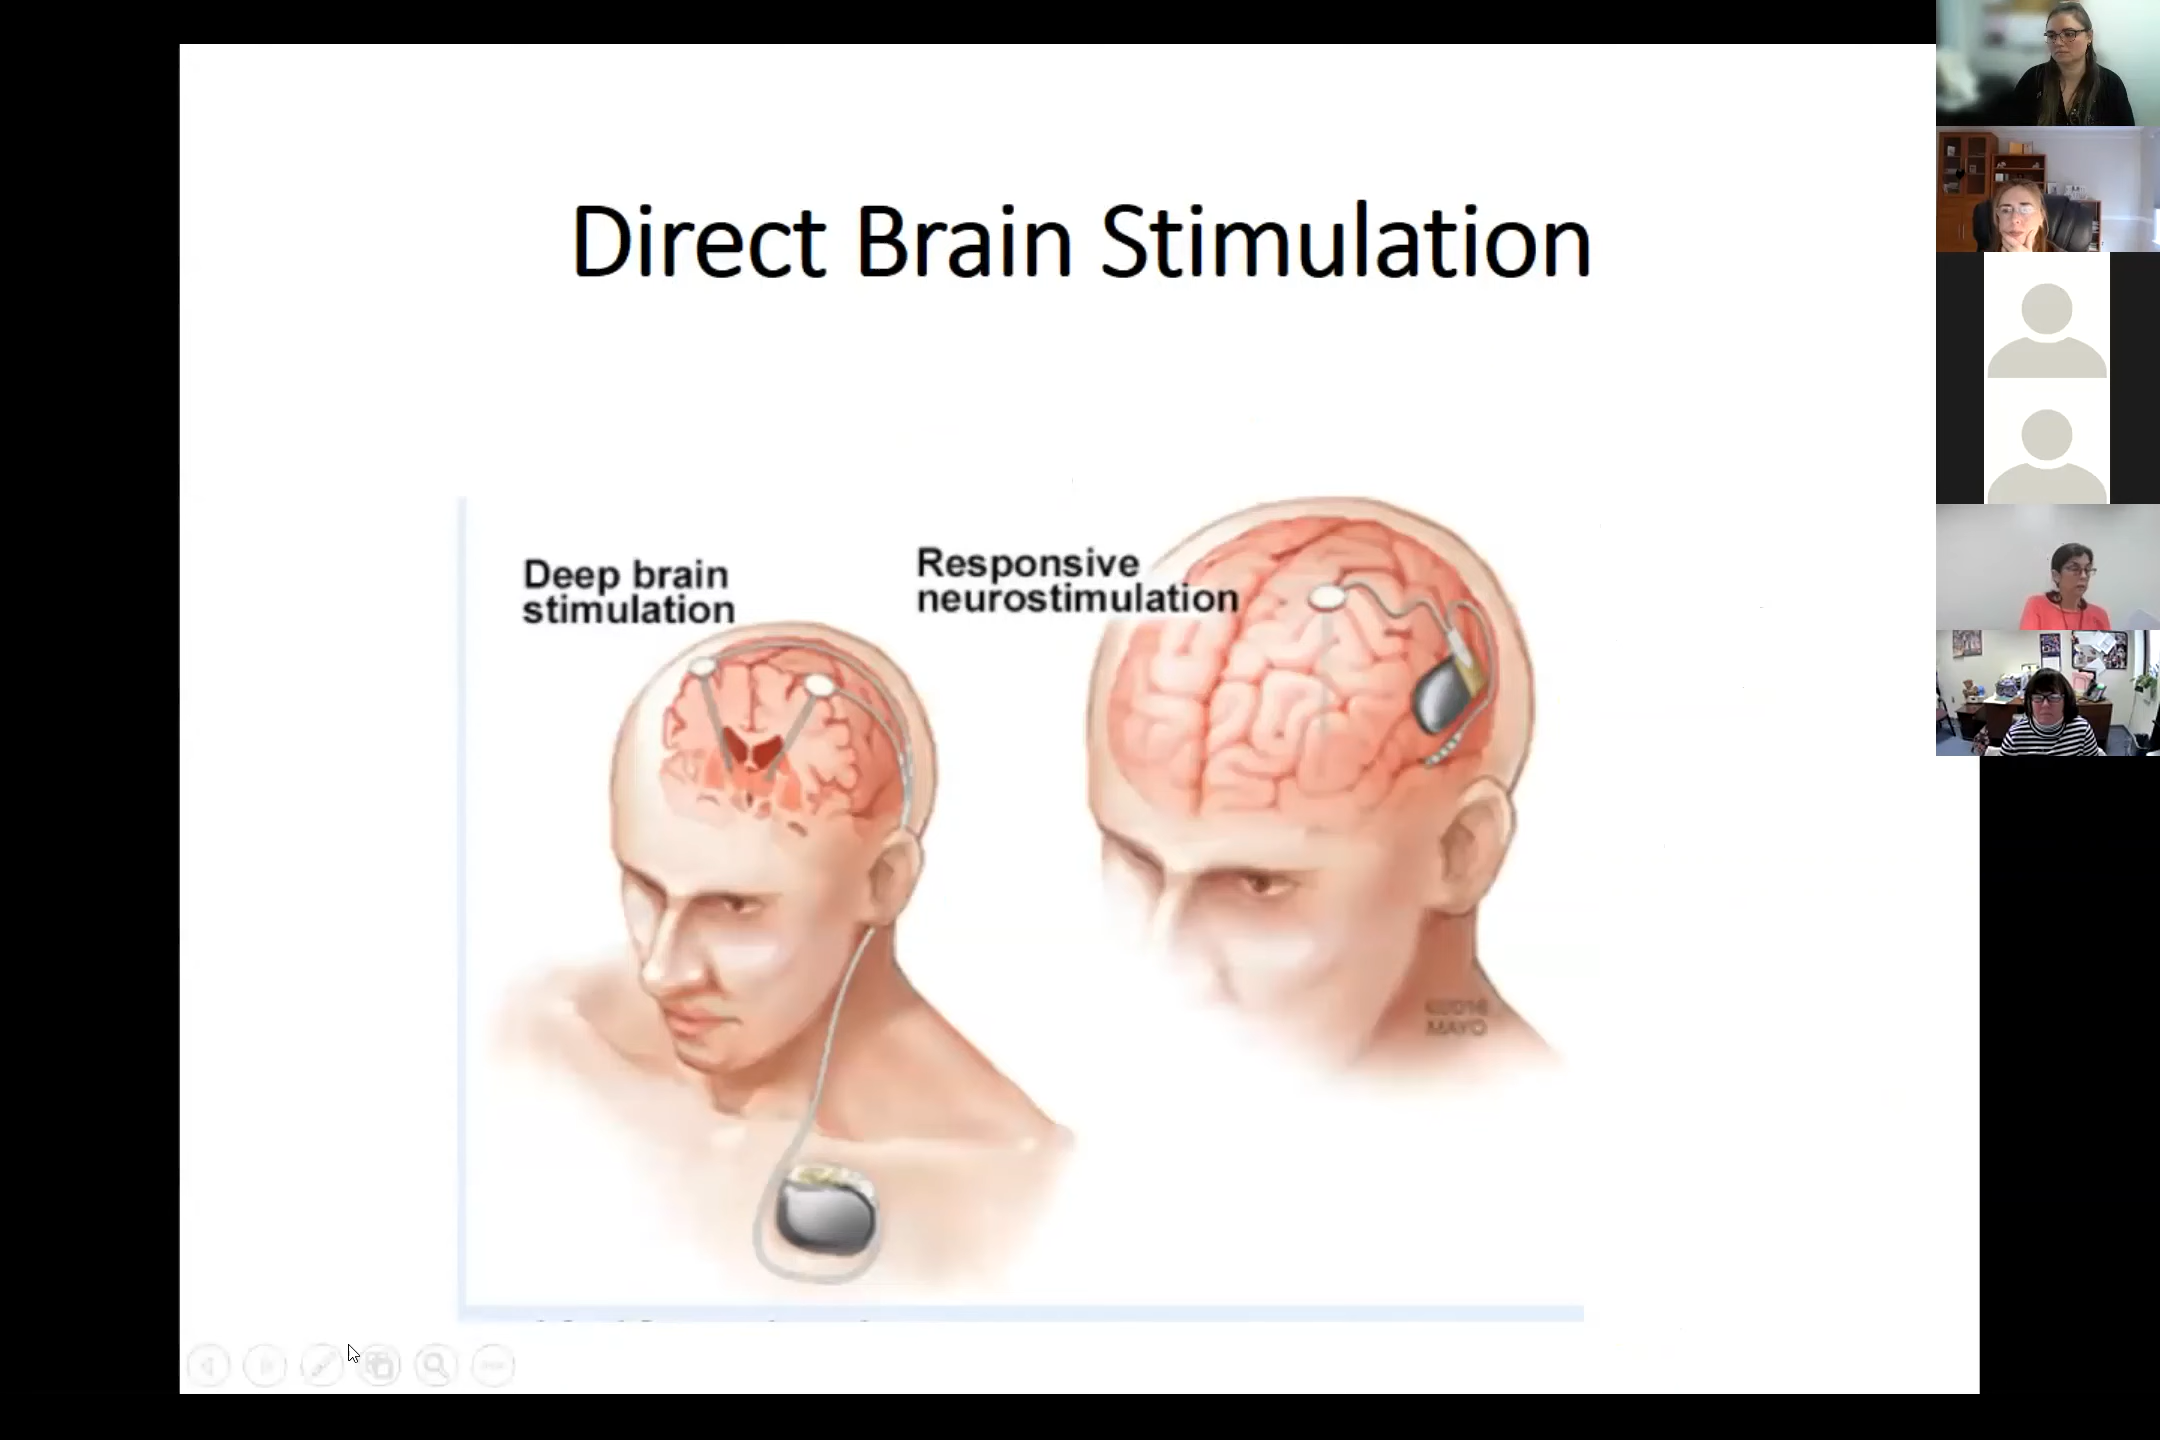 Direct Brain Stimulation
Deep brain
stimulation
Responsive
neurostimulation
MAYO